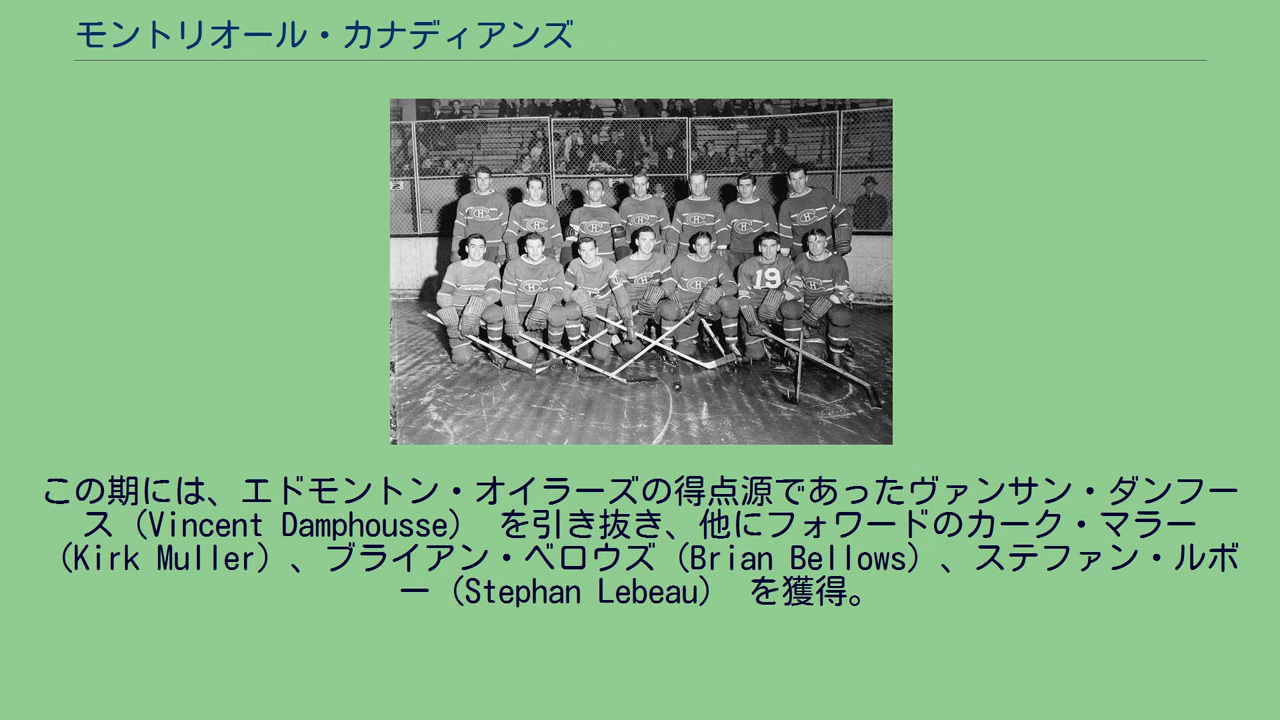 モントリオール・カナディアンズ
19
この期には、エドモントン・オイラーズの得点源であったヴァンサン・ダンフー
ス（Vincent Damphousse） を引き抜き、他にフォワードのカーク・マラー
（Kirk Muller）、ブライアン・ベロウズ（Brian Bellows）、ステファン・ルボ
ー（Stephan Lebeau） を獲得。